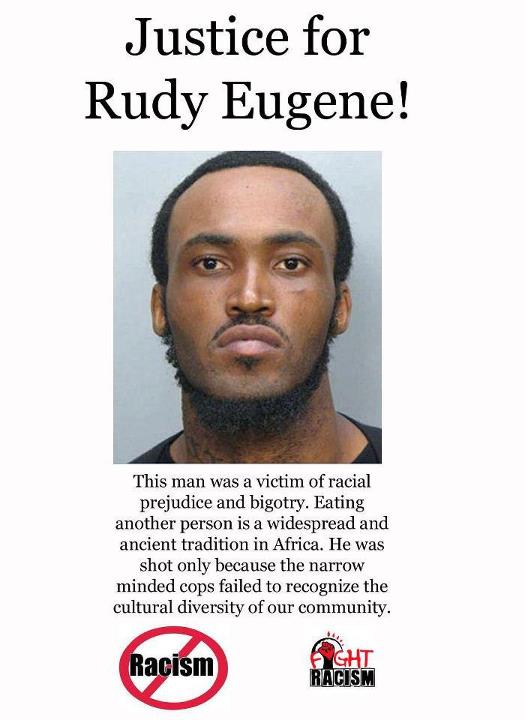 Justice for
Rudy Eugene!
This man was a victim of racial
prejudice and bigotry. Eating
another person is a widespread and
ancient tradition in Africa. He was
shot only because the narrow
minded cops failed to recognize the
cultural diversity of our community.
Racism
FIGHT
RACISM